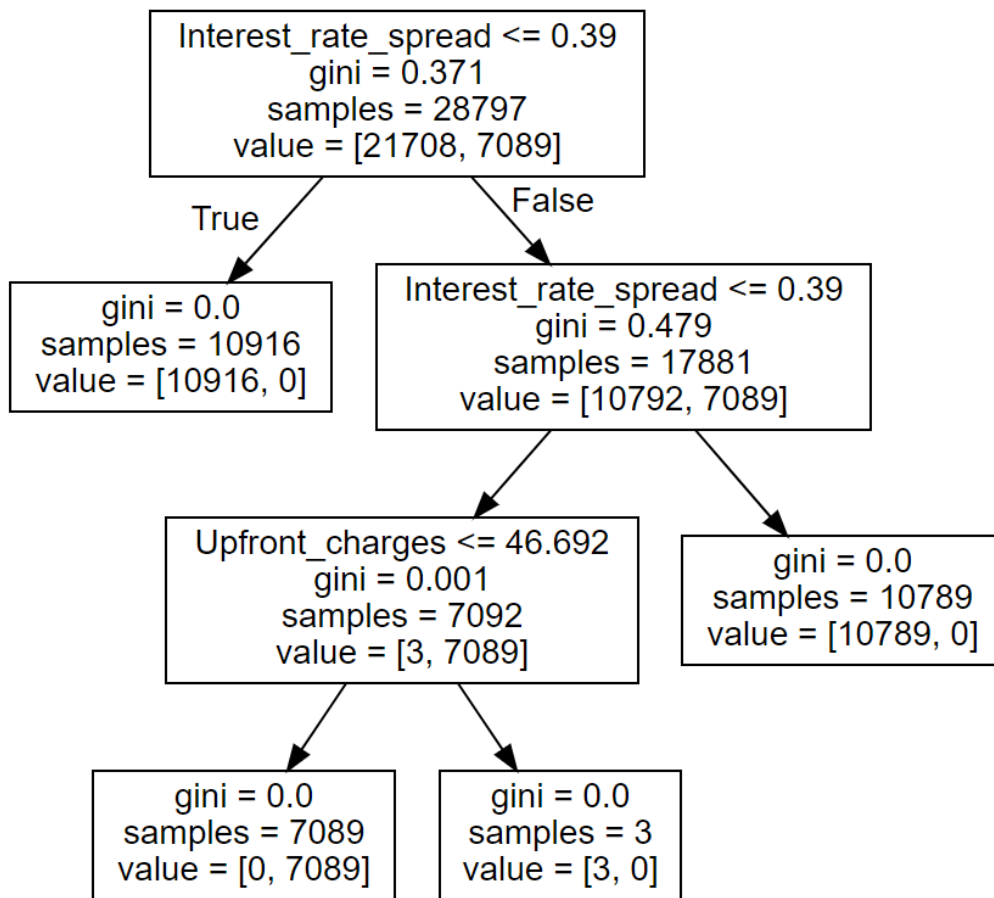 Interest_rate_spread <= 0.39
gini = 0.371
samples = 28797
value = [21708, 7089]
True
False
gini = 0.0
samples = 10916
value = [10916, 0]
Interest_rate_spread <= 0.39
gini = 0.479
samples = 17881
value = [10792, 7089]
Upfront_charges <= 46.692
gini = 0.001
samples = 7092
value = [3, 7089]
gini = 0.0
samples = 10789
value = [10789, 0]
gini = 0.0
samples = 7089
value = [0, 7089]
gini = 0.0
samples = 3
value = [3, 0]